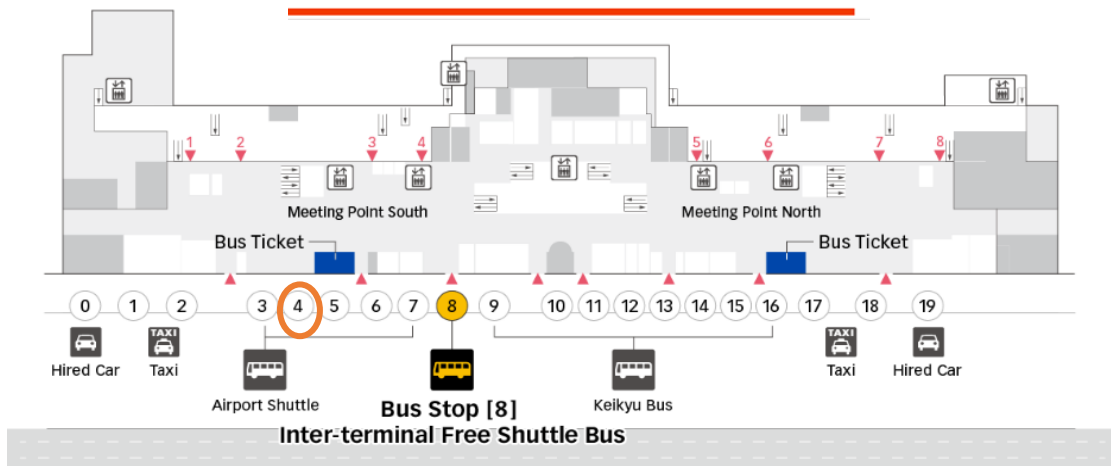 1 2 3 4 5 6 7 8
Meeting Point South Meeting Point North
Bus Ticket Bus Ticket
0 1 2 3 4 5 6 7 8 9 10 11 12 13 14 15 16 17 18 19
TAXI TAXI
Hired Car Taxi Taxi Hired Car
Airport Shuttle Bus Stop [8] Keikyu Bus
Inter-terminal Free Shuttle Bus